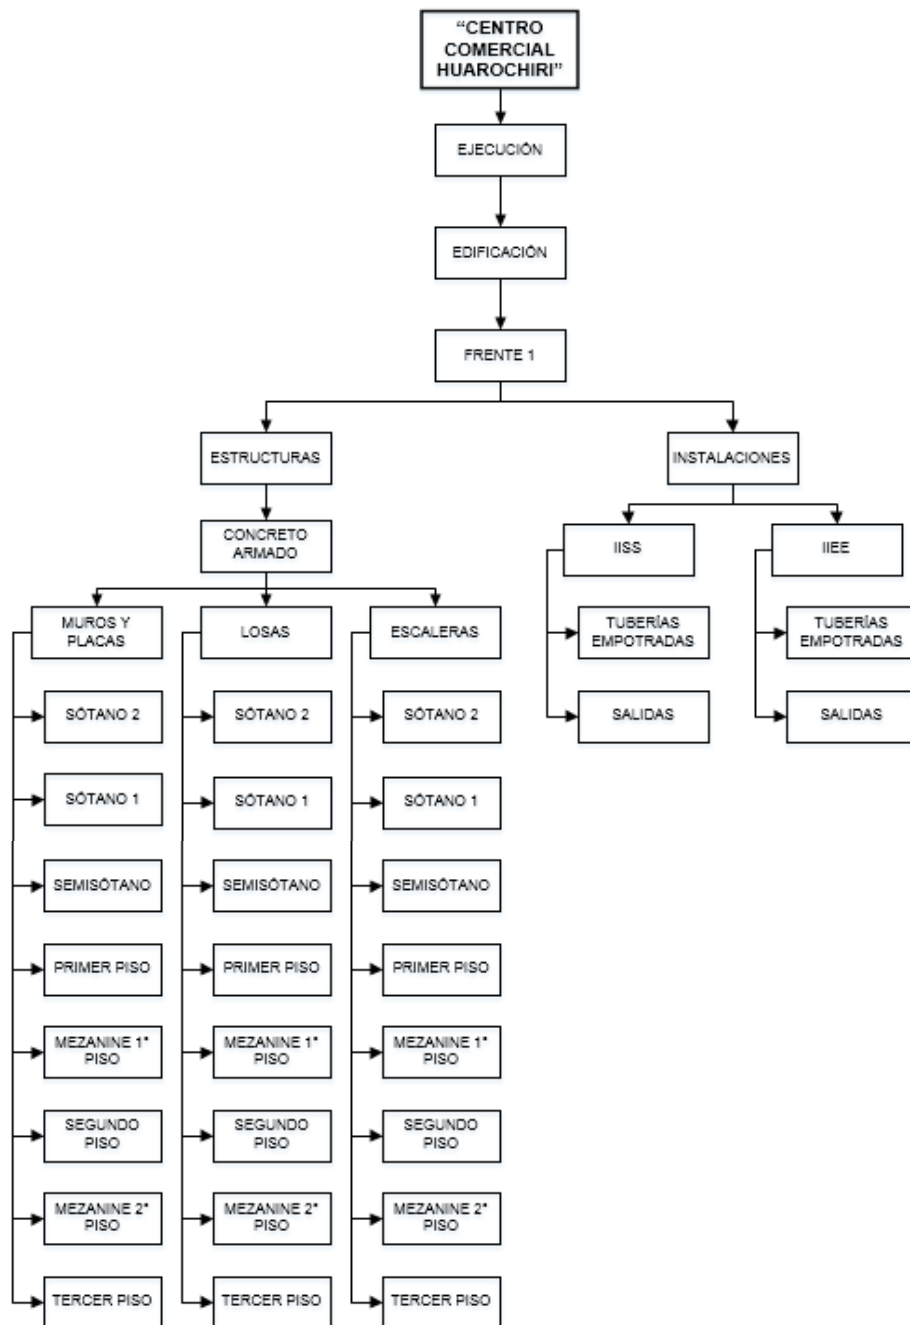 “CENTRO
COMERCIAL
HUAROCHIRI”
EJECUCIÓN
EDIFICACIÓN
FRENTE 1
ESTRUCTURAS
INSTALACIONES
CONCRETO
ARMADO
IISS
IIEE
MUROS Y
PLACAS
LOSAS
ESCALERAS
TUBERÍAS
EMPOTRADAS
TUBERÍAS
EMPOTRADAS
SÓTANO 2
SÓTANO 2
SÓTANO 2
SALIDAS
SALIDAS
SÓTANO 1
SÓTANO 1
SÓTANO 1
SEMISÓTANO
SEMISÓTANO
SEMISÓTANO
PRIMER PISO
PRIMER PISO
PRIMER PISO
MEZANINE 1°
PISO
MEZANINE 1°
PISO
MEZANINE 1°
PISO
SEGUNDO
PISO
SEGUNDO
PISO
SEGUNDO
PISO
MEZANINE 2°
PISO
MEZANINE 2°
PISO
MEZANINE 2°
PISO
TERCER PISO
TERCER PISO
TERCER PISO